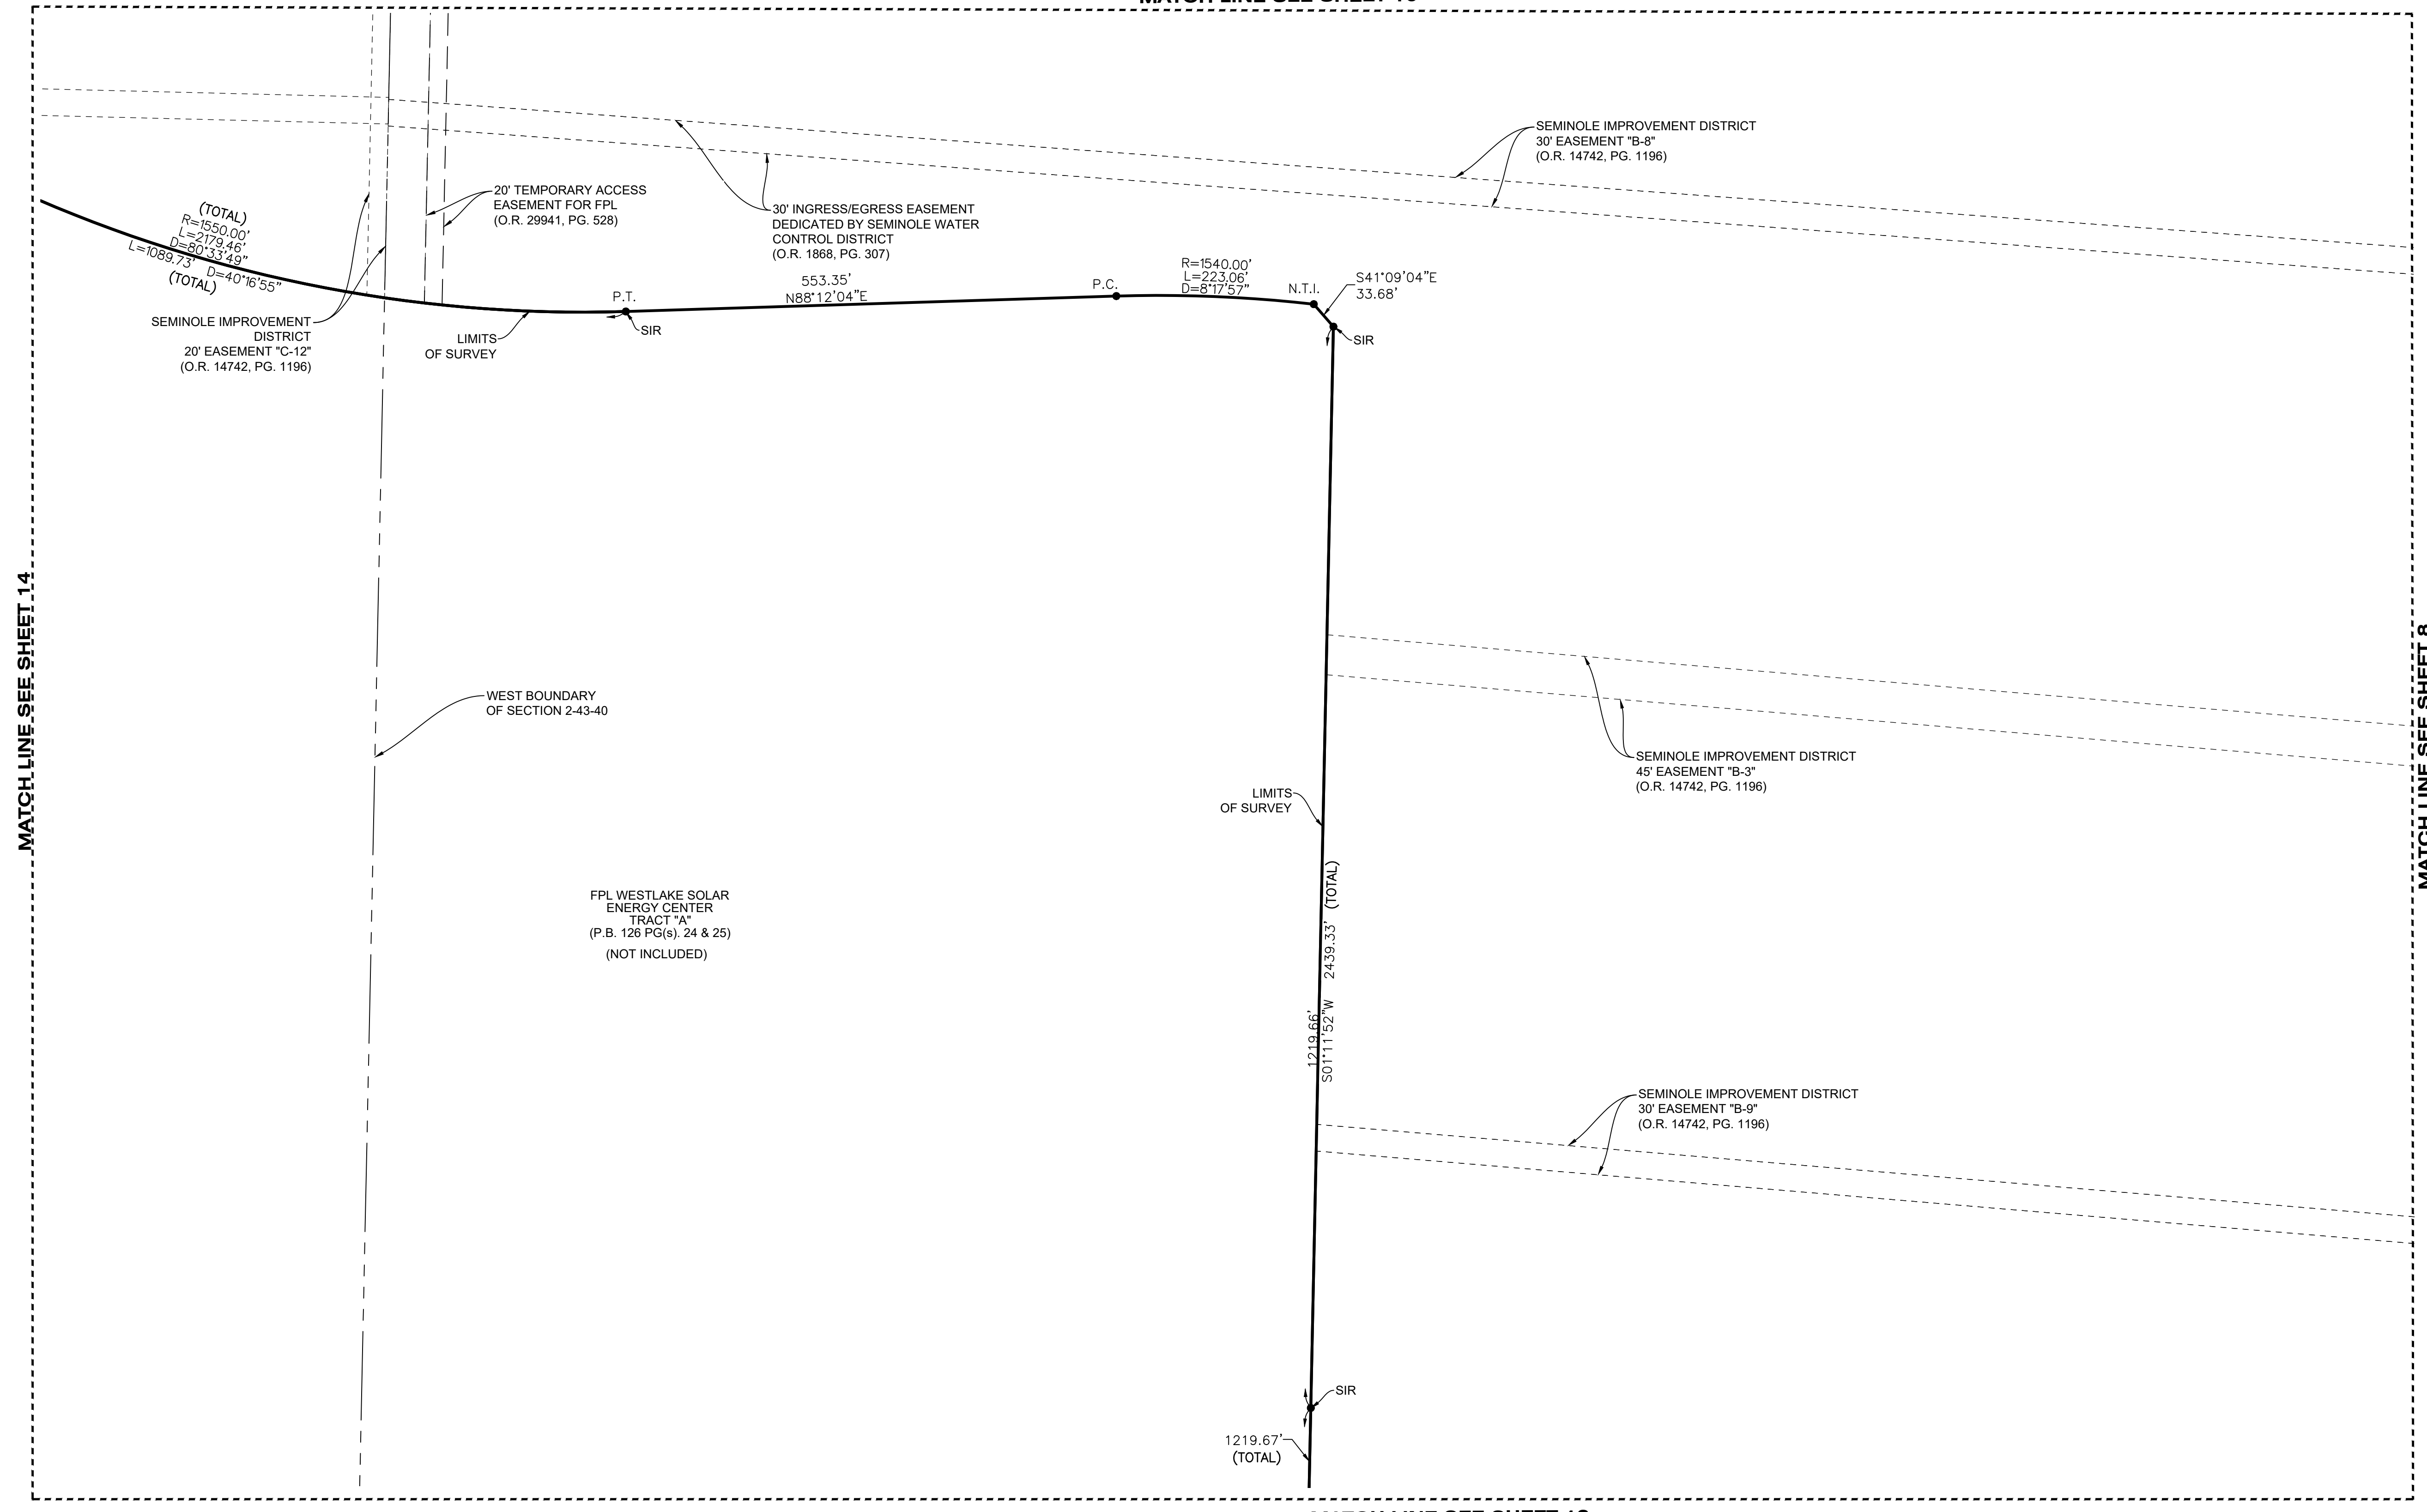 SEMINOLE IMPROVEMENT DISTRICT
30' EASEMENT "B-8"
(O.R. 14742, PG. 1196)
20' TEMPORARY ACCESS
EASEMENT FOR FPL
(O.R. 29941, PG. 528)
30' INGRESS/EGRESS EASEMENT
DEDICATED BY SEMINOLE WATER
CONTROL DISTRICT
(O.R. 1868, PG. 307)
(TOTAL)
R=1550.00'
L=2179.46'
D=80°33'49"
L=1089.73' D=40°16'55"
(TOTAL)
SEMINOLE IMPROVEMENT
DISTRICT
20' EASEMENT "C-12"
(O.R. 14742, PG. 1196)
LIMITS
OF SURVEY
P.T.
SIR
553.35'
N88°12'04"E
P.C.
R=1540.00'
L=223.06'
D=8°17'57"
N.T.I.
S41°09'04"E
33.68'
SIR
MATCH LINE SEE SHEET 14
MATCH LINE SEE SHEET 8
WEST BOUNDARY
OF SECTION 2-43-40
SEMINOLE IMPROVEMENT DISTRICT
45' EASEMENT "B-3"
(O.R. 14742, PG. 1196)
LIMITS
OF SURVEY
FPL WESTLAKE SOLAR
ENERGY CENTER
TRACT "A"
(P.B. 126 PG(s). 24 & 25)
(NOT INCLUDED)
1219.66'
S01°11'52"W 2439.33' (TOTAL)
SEMINOLE IMPROVEMENT DISTRICT
30' EASEMENT "B-9"
(O.R. 14742, PG. 1196)
SIR
1219.67'
(TOTAL)